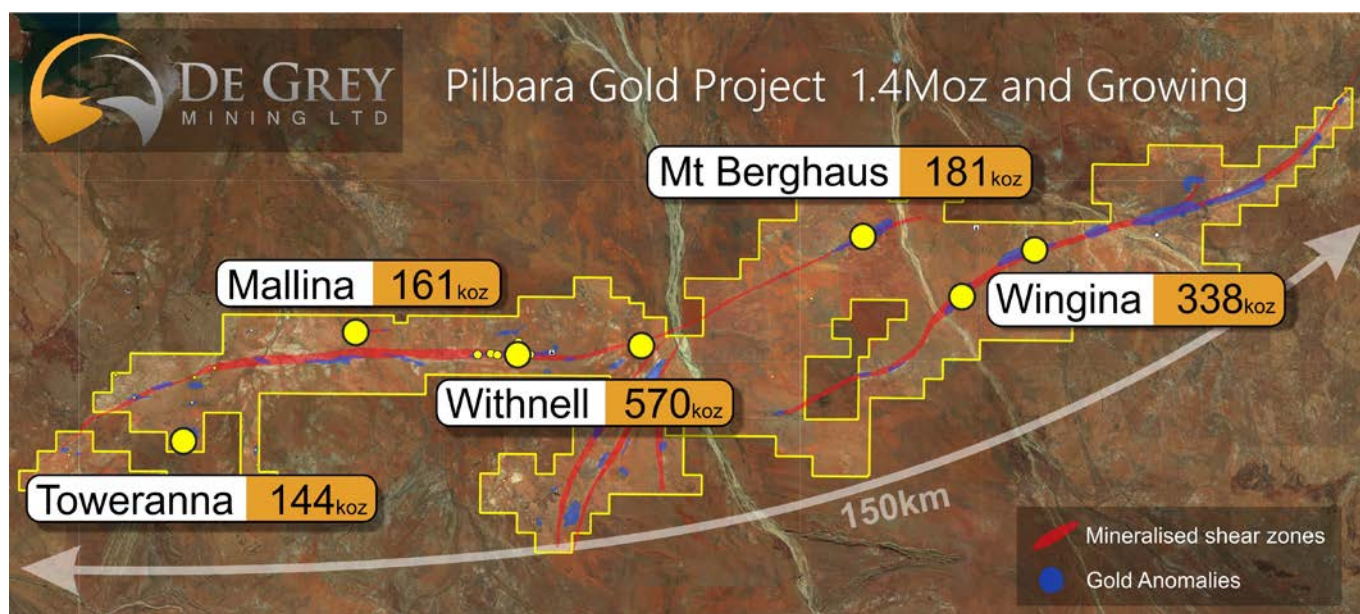 DE GREY
MINING LTD
Pilbara Gold Project 1.4Moz and Growing
Mt Berghaus 181koz
Mallina 161koz
Wingina 338koz
Withnell 570koz
Toweranna 144koz
150km
Mineralised shear zones
Gold Anomalies